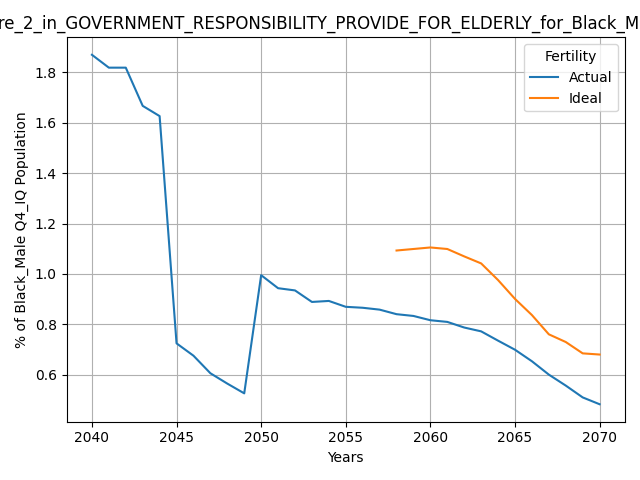 re_2_in_GOVERNMENT_RESPONSIBILITY_PROVIDE_FOR_ELDERLY_for_Black_M
Fertility
Actual
Ideal
% of Black_Male Q4_IQ Population
1.8
1.6
1.4
1.2
1.0
0.8
0.6
2040 2045 2050 2055 2060 2065 2070
Years